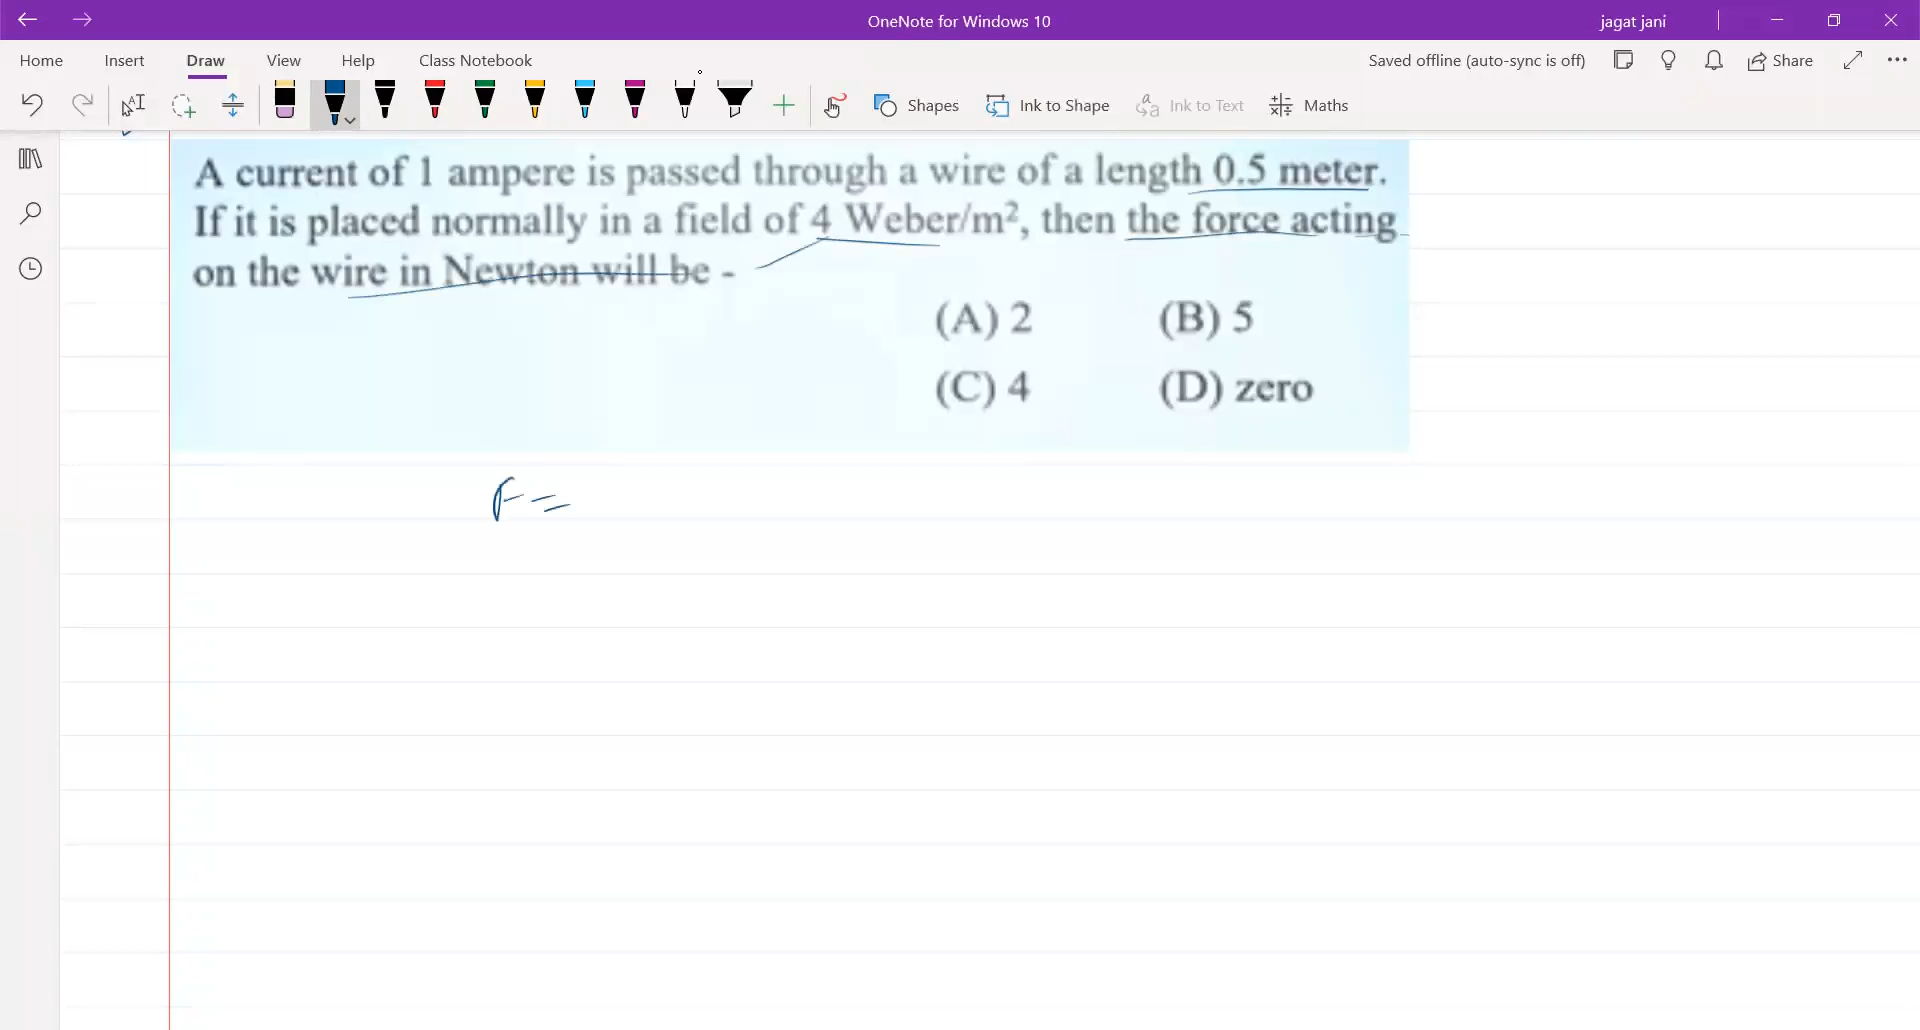 OneNote for Windows 10
jagat jani
Home Insert Draw View Help Class Notebook
Saved offline (auto-sync is off) Share
Shapes Ink to Shape Ink to Text Maths
A current of 1 ampere is passed through a wire of a length 0.5 meter.
If it is placed normally in a field of 4 Weber/m², then the force acting
on the wire in Newton will be -
(A) 2 (B) 5
(C) 4 (D) zero
F =